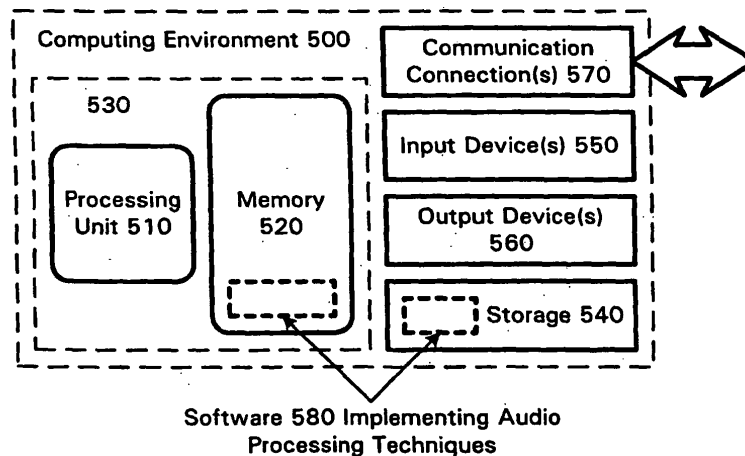 Computing Environment 500
Communication
Connection(s) 570
530
Input Device(s) 550
Processing
Unit 510
Memory
520
Output Device(s)
560
Storage 540
Software 580 Implementing Audio
Processing Techniques